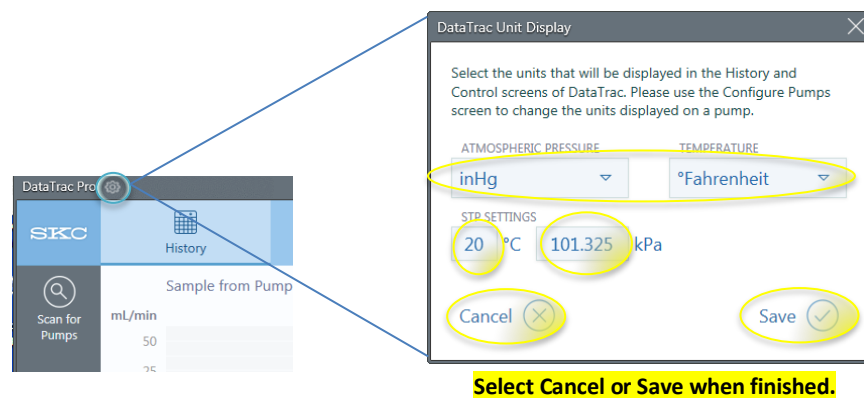 DataTrac Unit Display
Select the units that will be displayed in the History and
Control screens of DataTrac. Please use the Configure Pumps
screen to change the units displayed on a pump.
ATMOSPHERIC PRESSURE TEMPERATURE
inHg °Fahrenheit
STP SETTINGS
20 °C 101.325 kPa
Cancel Save
Select Cancel or Save when finished.
DataTrac Pro
SKC
History
Scan for
Pumps
Sample from Pump
mL/min
50
25